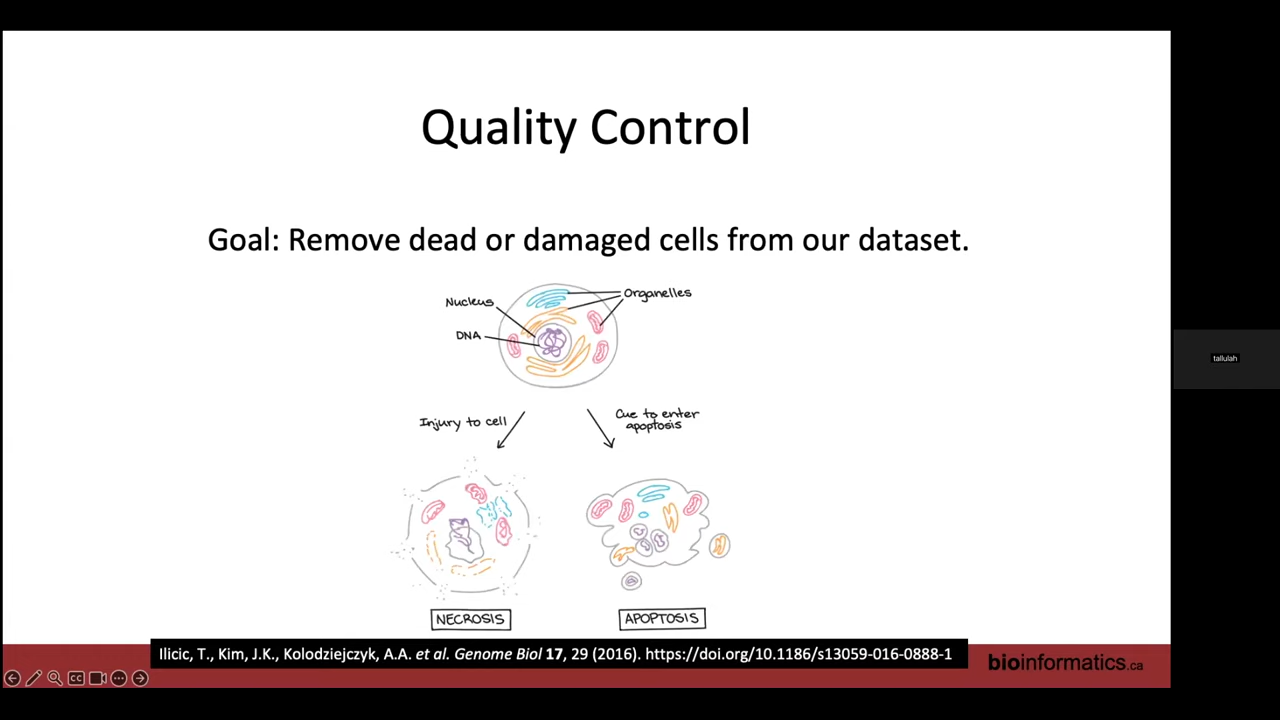 Quality Control
Goal: Remove dead or damaged cells from our dataset.
Nucleus
Organelles
DNA
Injury to cell
Cue to enter
apoptosis
NECROSIS
APOPTOSIS
Ilicic, T., Kim, J.K., Kolodziejczyk, A.A. et al. Genome Biol 17, 29 (2016). https://doi.org/10.1186/s13059-016-0888-1
bioinformatics.ca
CC
tallulah